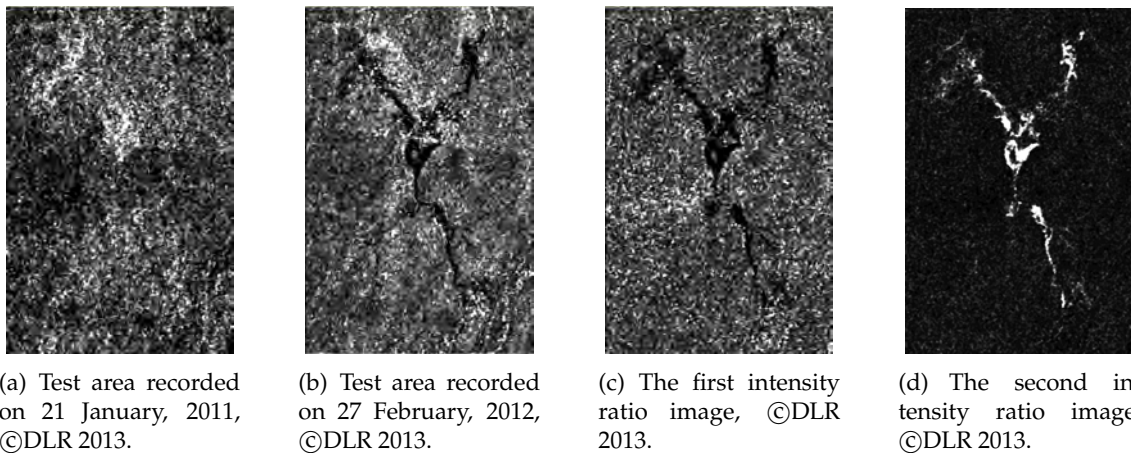 (a) Test area recorded
on 21 January, 2011,
©DLR 2013.
(b) Test area recorded
on 27 February, 2012,
©DLR 2013.
(c) The first intensity
ratio image, ©DLR
2013.
(d) The second in
tensity ratio image
©DLR 2013.